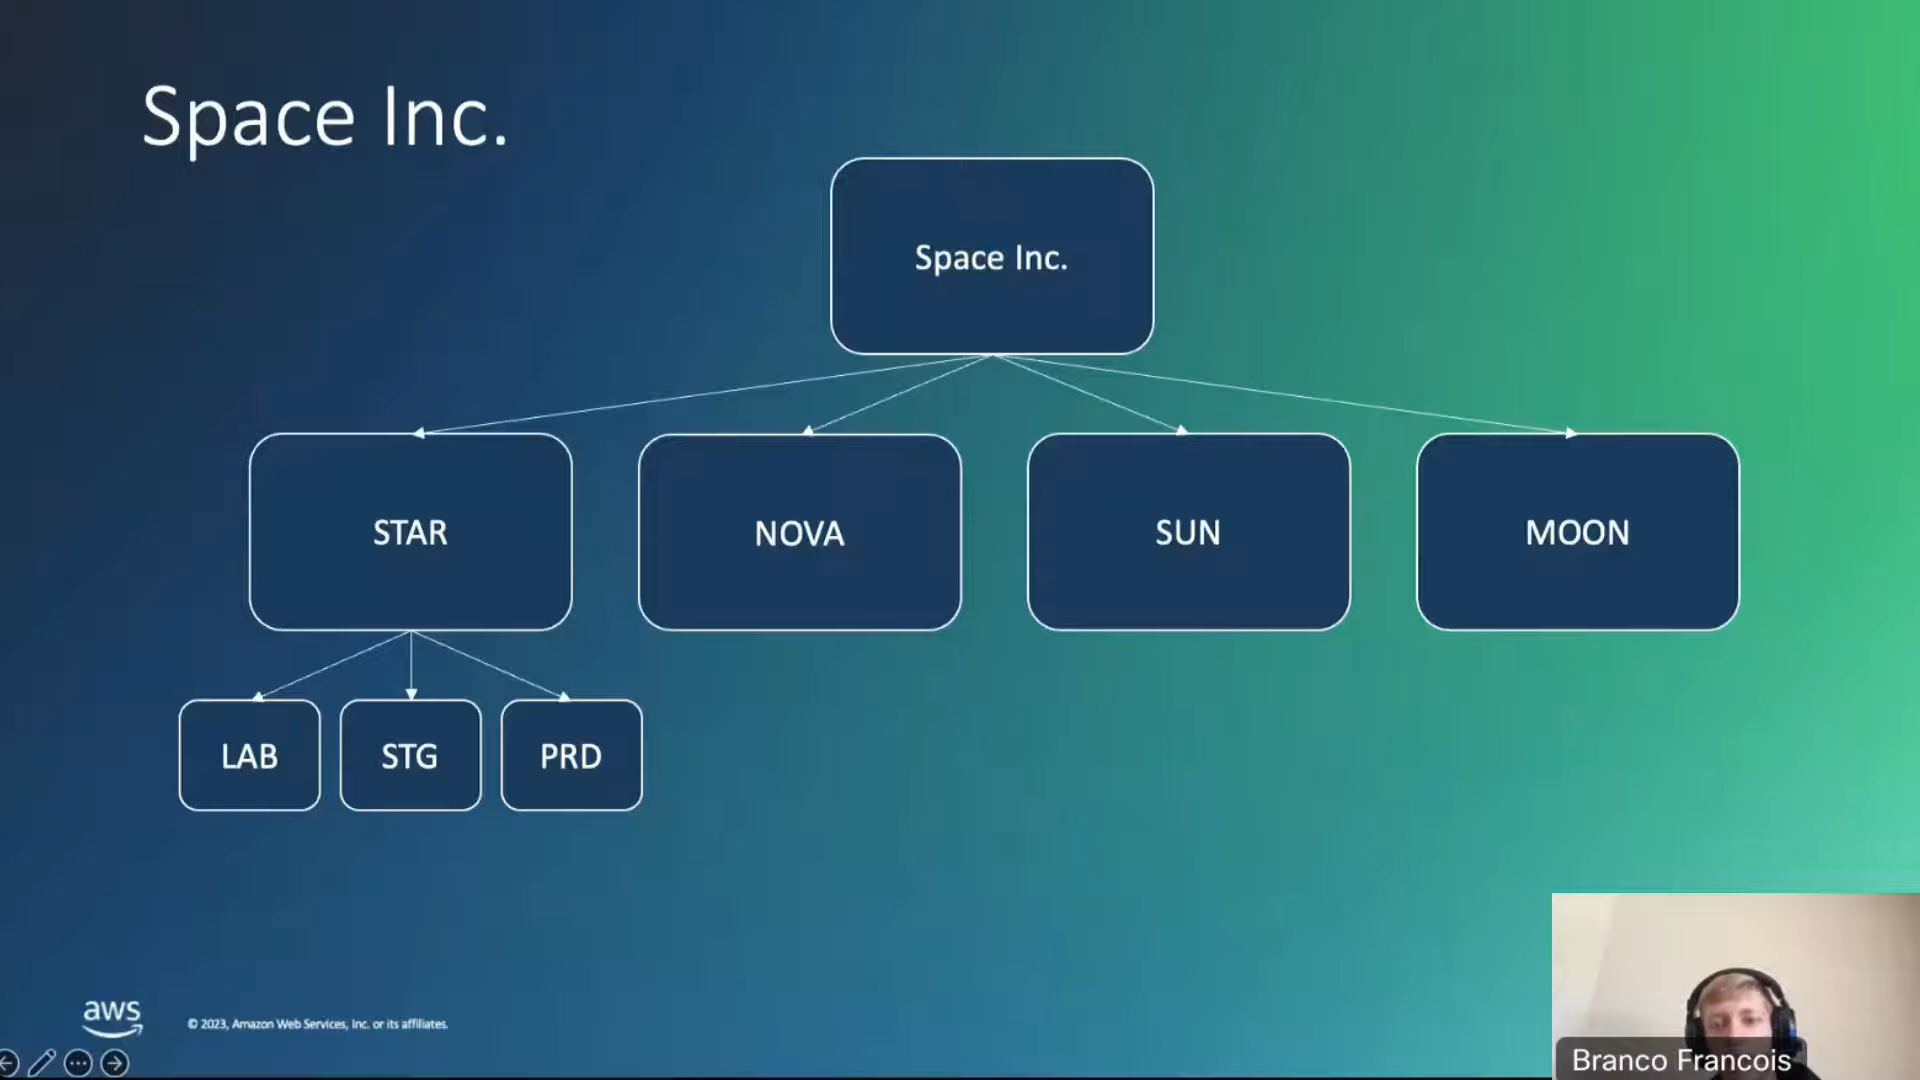 Space Inc.
Space Inc.
STAR
NOVA
SUN
MOON
LAB
STG
PRD
aws
© 2023, Amazon Web Services, Inc. or its affiliates.
Branco Francois